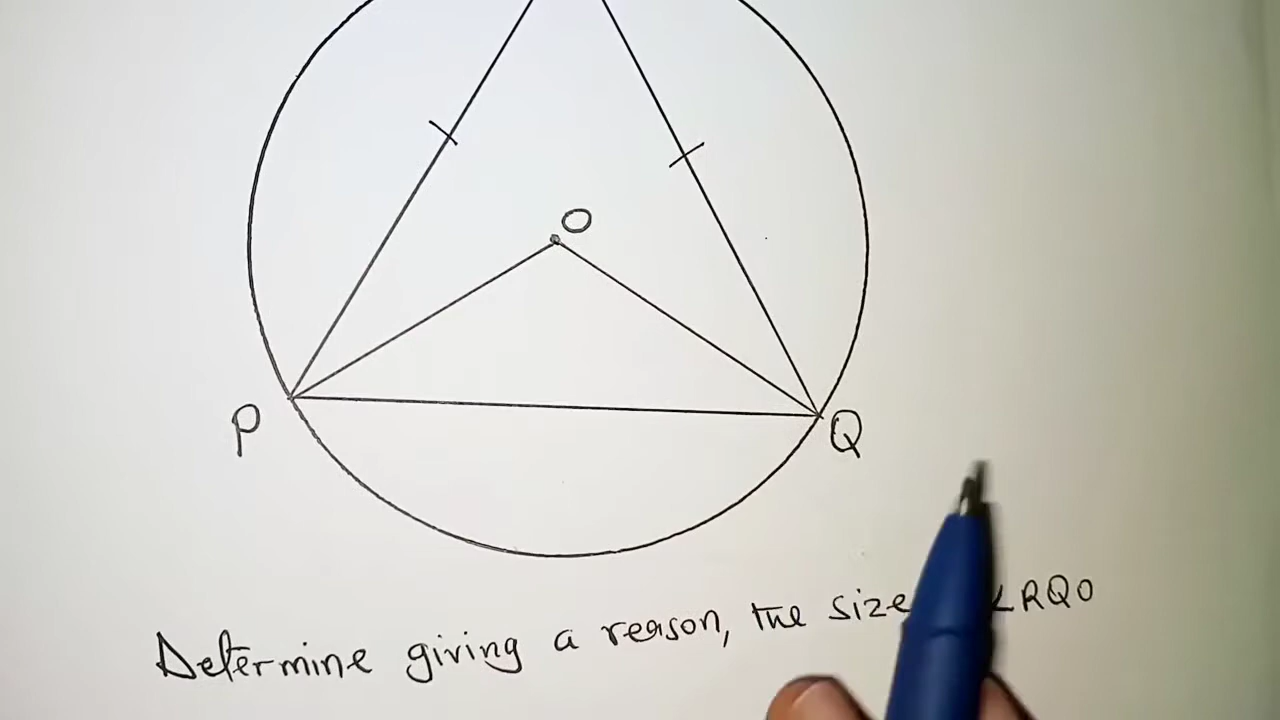 O
P
Q
Determine giving a reason, the size <RQO